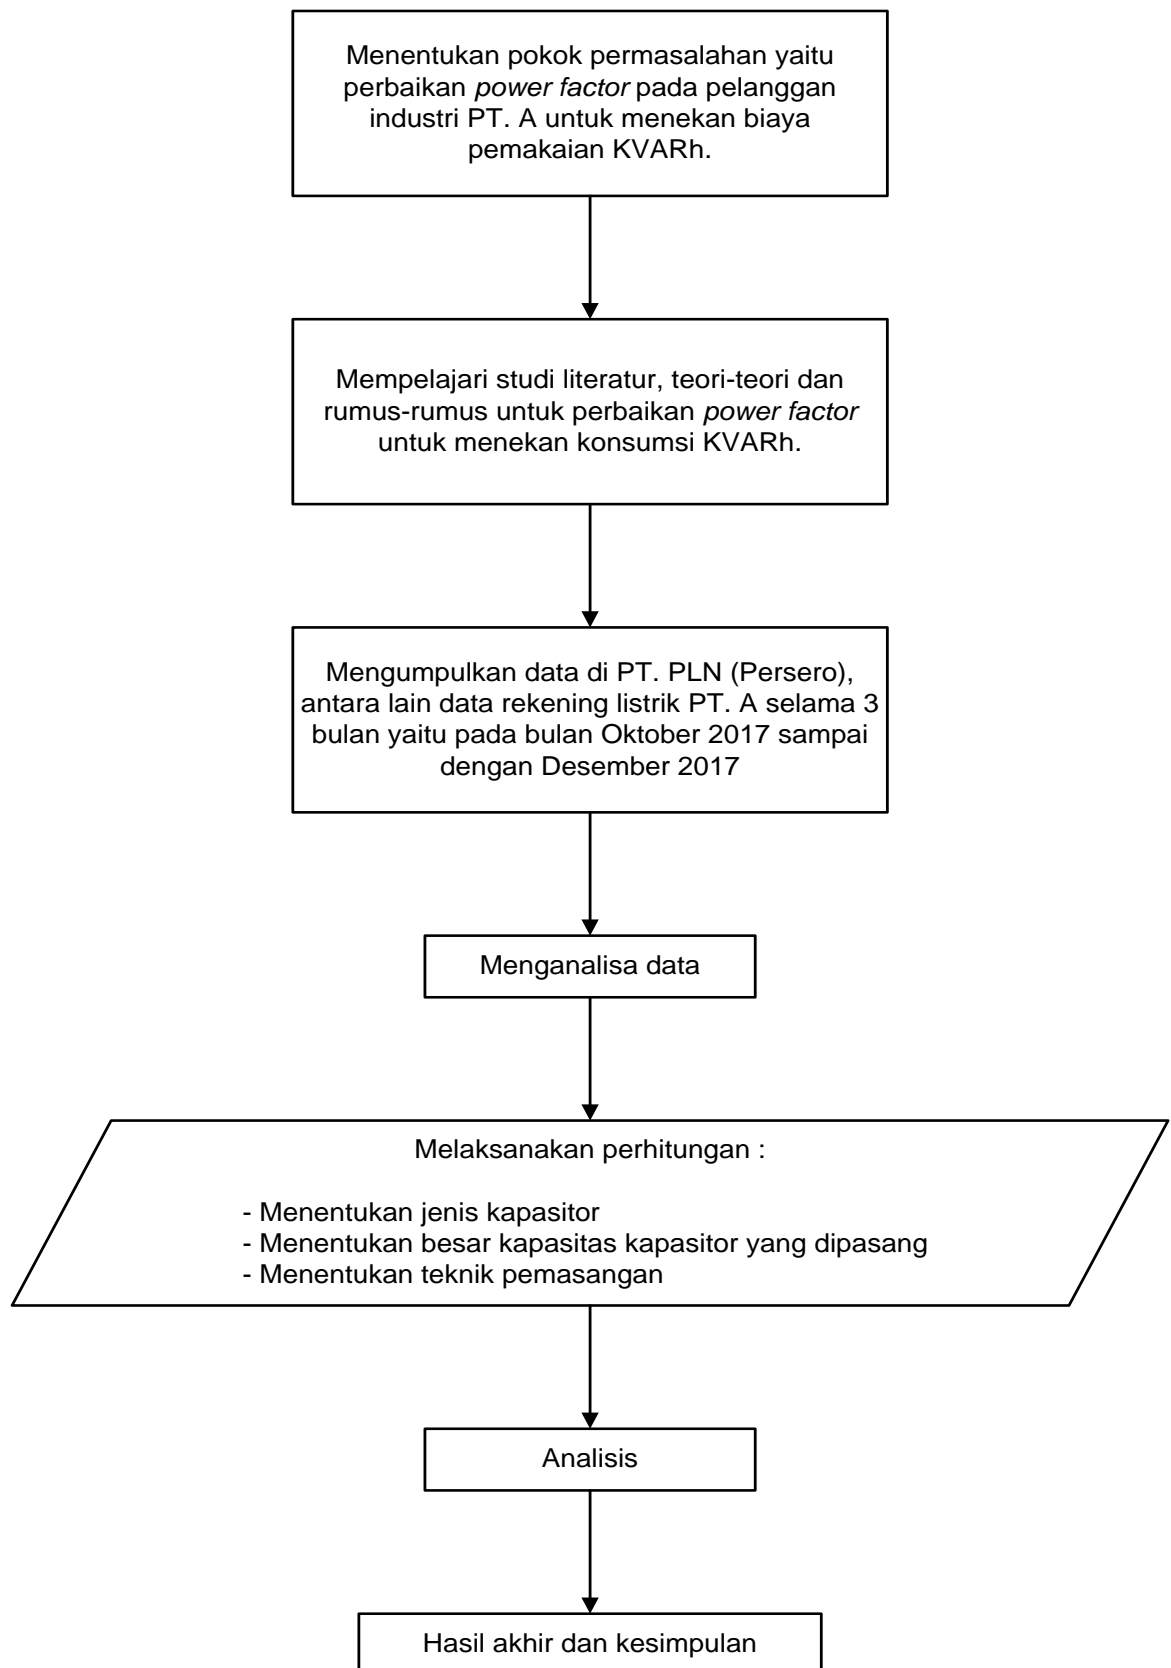 Menentukan pokok permasalahan yaitu
perbaikan power factor pada pelanggan
industri PT. A untuk menekan biaya
pemakaian KVARh.
Mempelajari studi literatur, teori-teori dan
rumus-rumus untuk perbaikan power factor
untuk menekan konsumsi KVARh.
Mengumpulkan data di PT. PLN (Persero),
antara lain data rekening listrik PT. A selama 3
bulan yaitu pada bulan Oktober 2017 sampai
dengan Desember 2017
Menganalisa data
Melaksanakan perhitungan :
- Menentukan jenis kapasitor
- Menentukan besar kapasitas kapasitor yang dipasang
- Menentukan teknik pemasangan
Analisis
Hasil akhir dan kesimpulan